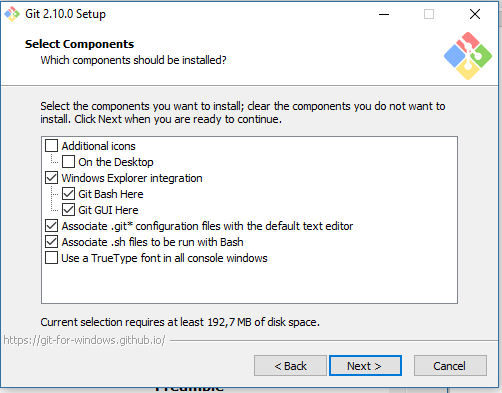 Git 2.10.0 Setup
Select Components
Which components should be installed?
Select the components you want to install; clear the components you do not want to
install. Click Next when you are ready to continue.
Additional icons
On the Desktop
Windows Explorer integration
Git Bash Here
Git GUI Here
Associate .git* configuration files with the default text editor
Associate .sh files to be run with Bash
Use a TrueType font in all console windows
Current selection requires at least 192,7 MB of disk space.
https://git-for-windows.github.io/
< Back
Next >
Cancel
Preamble